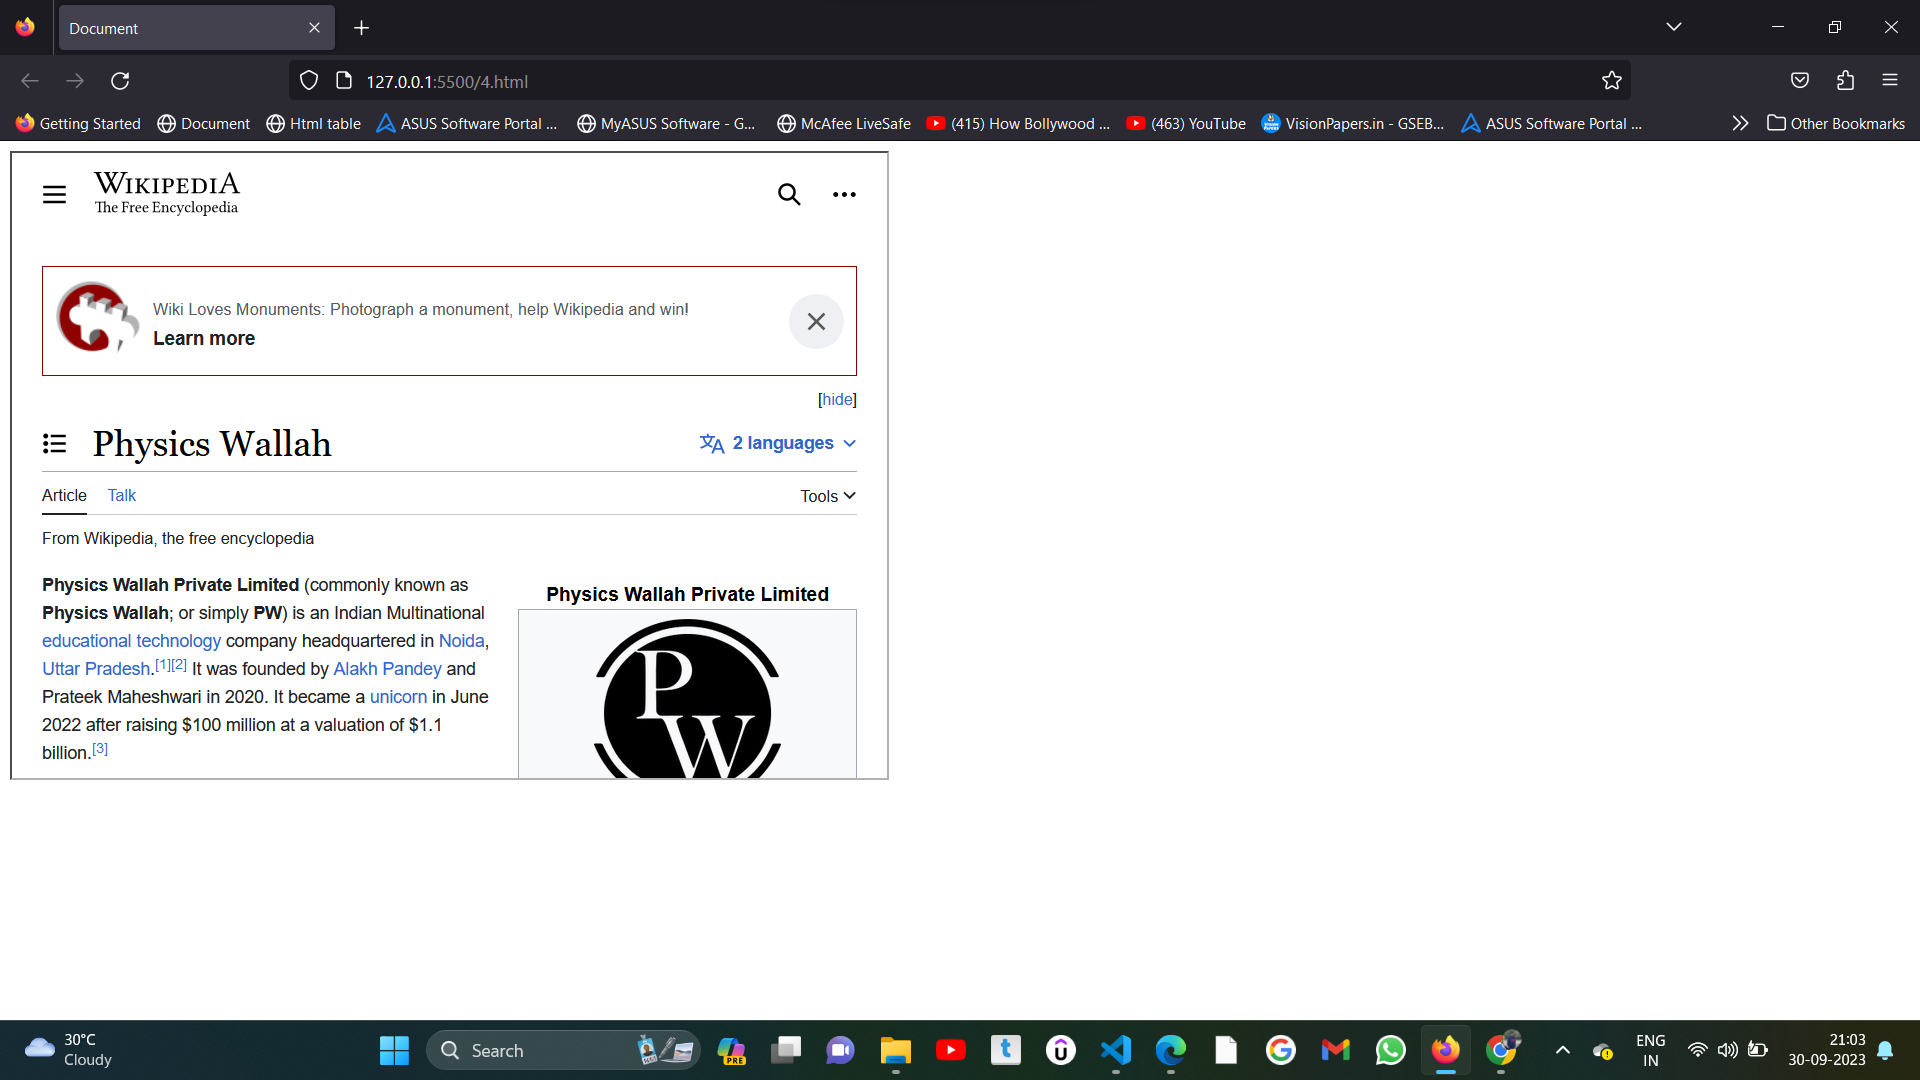 Document
127.0.0.1:5500/4.html
Getting Started Document Html table ASUS Software Portal ... MyASUS Software - G... McAfee LiveSafe (415) How Bollywood ... (463) YouTube VisionPapers.in - GSEB... ASUS Software Portal ... Other Bookmarks
WIKIPEDIA
The Free Encyclopedia
Wiki Loves Monuments: Photograph a monument, help Wikipedia and win!
Learn more
[hide]
Physics Wallah 2 languages
Article Talk Tools
From Wikipedia, the free encyclopedia
Physics Wallah Private Limited (commonly known as
Physics Wallah; or simply PW) is an Indian Multinational
educational technology company headquartered in Noida,
Uttar Pradesh.[1][2] It was founded by Alakh Pandey and
Prateek Maheshwari in 2020. It became a unicorn in June
2022 after raising $100 million at a valuation of $1.1
billion.[3]
Physics Wallah Private Limited
P
W
30°C
Cloudy
Search
PRE
ENG
IN
21:03
30-09-2023